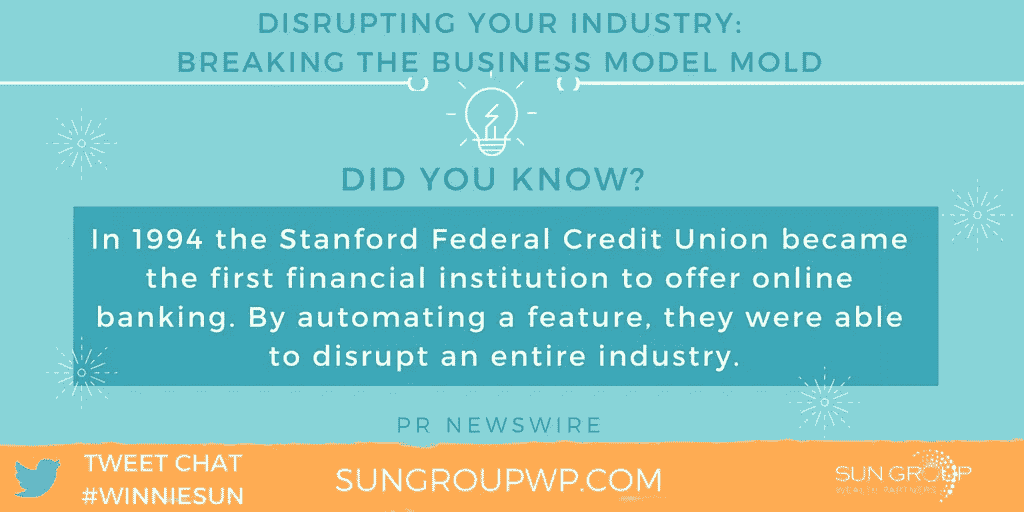 DISRUPTING YOUR INDUSTRY:
BREAKING THE BUSINESS MODEL MOLD
DID YOU KNOW?
In 1994 the Stanford Federal Credit Union became
the first financial institution to offer online
banking. By automating a feature, they were able
to disrupt an entire industry.
PR NEWSWIRE
TWEET CHAT
#WINNIESUN
SUNGROUPWP.COM
SUN GROUP
WEALTH PARTNERS